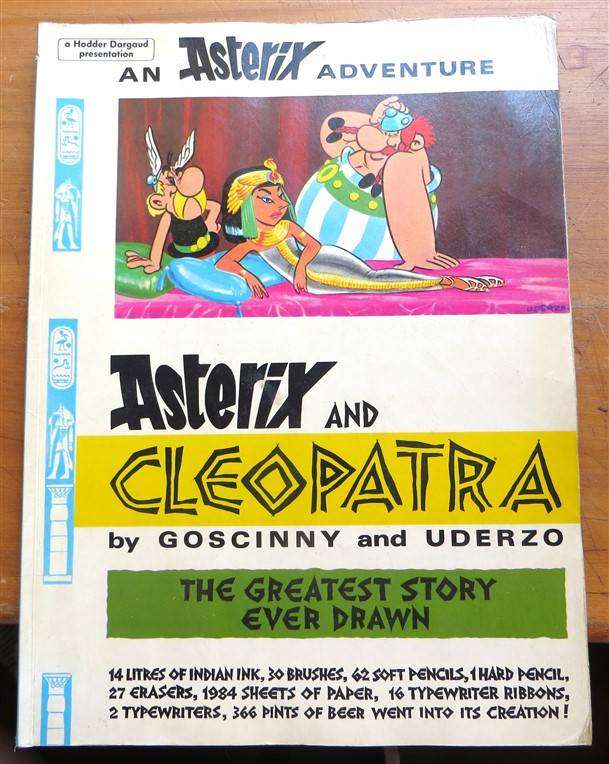 a Hodder Dargaud
presentation
AN Asterix ADVENTURE
UDERZO
Asterix AND
CLEOPATRA
by GOSCINNY and UDERZO
THE GREATEST STORY
EVER DRAWN
14 LITRES OF INDIAN INK, 30 BRUSHES, 62 SOFT PENCILS, 1 HARD PENCIL,
27 ERASERS, 1984 SHEETS OF PAPER, 16 TYPEWRITER RIBBONS,
2 TYPEWRITERS, 366 PINTS OF BEER WENT INTO ITS CREATION!